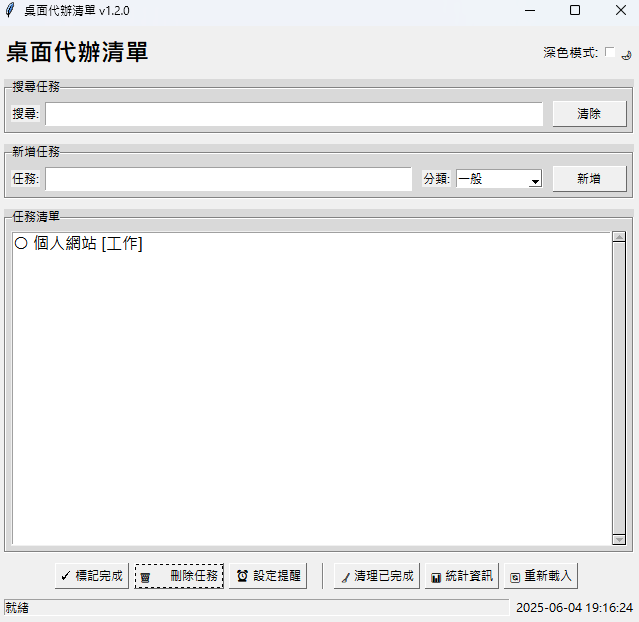 桌面代辦清單 v1.2.0
桌面代辦清單 深色模式:
搜尋任務
搜尋: 清除
新增任務
任務: 分類: 一般 新增
任務清單
○ 個人網站 [工作]
✓ 標記完成 刪除任務 設定提醒 清理已完成 統計資訊 重新載入
就緒 2025-06-04 19:16:24